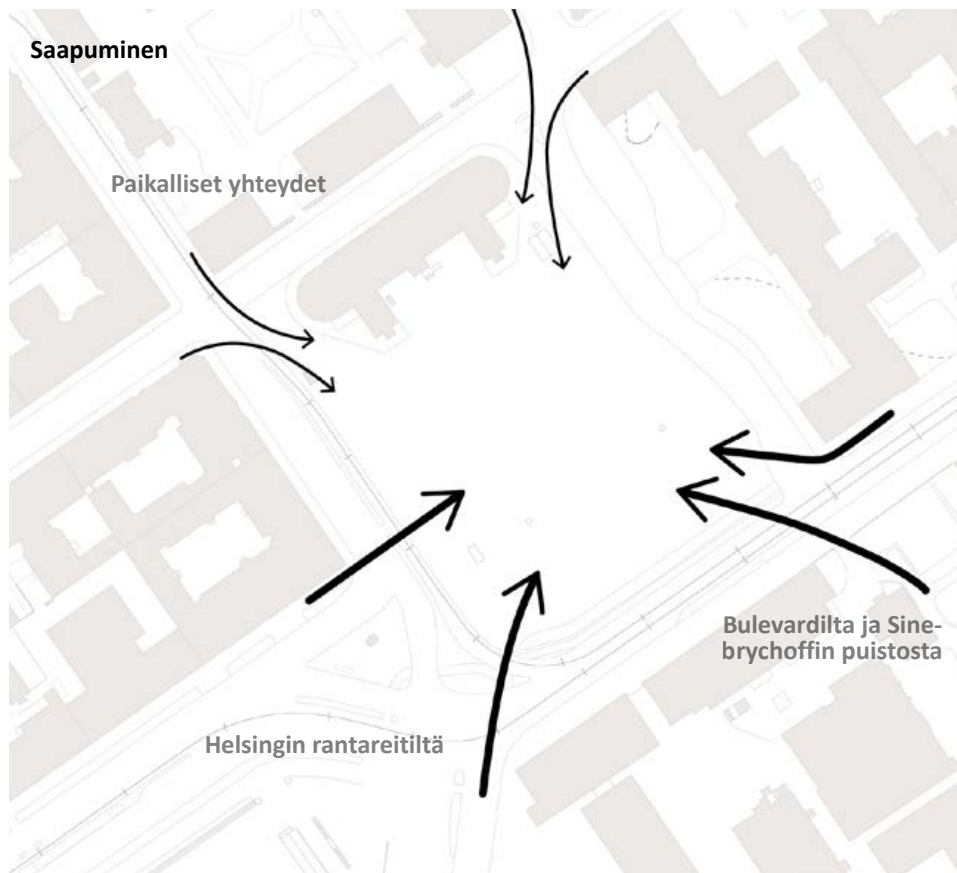 Saapuminen
Paikalliset yhteydet
Bulevardilta ja Sine-
brychoffin puistosta
Helsingin rantareitiltä